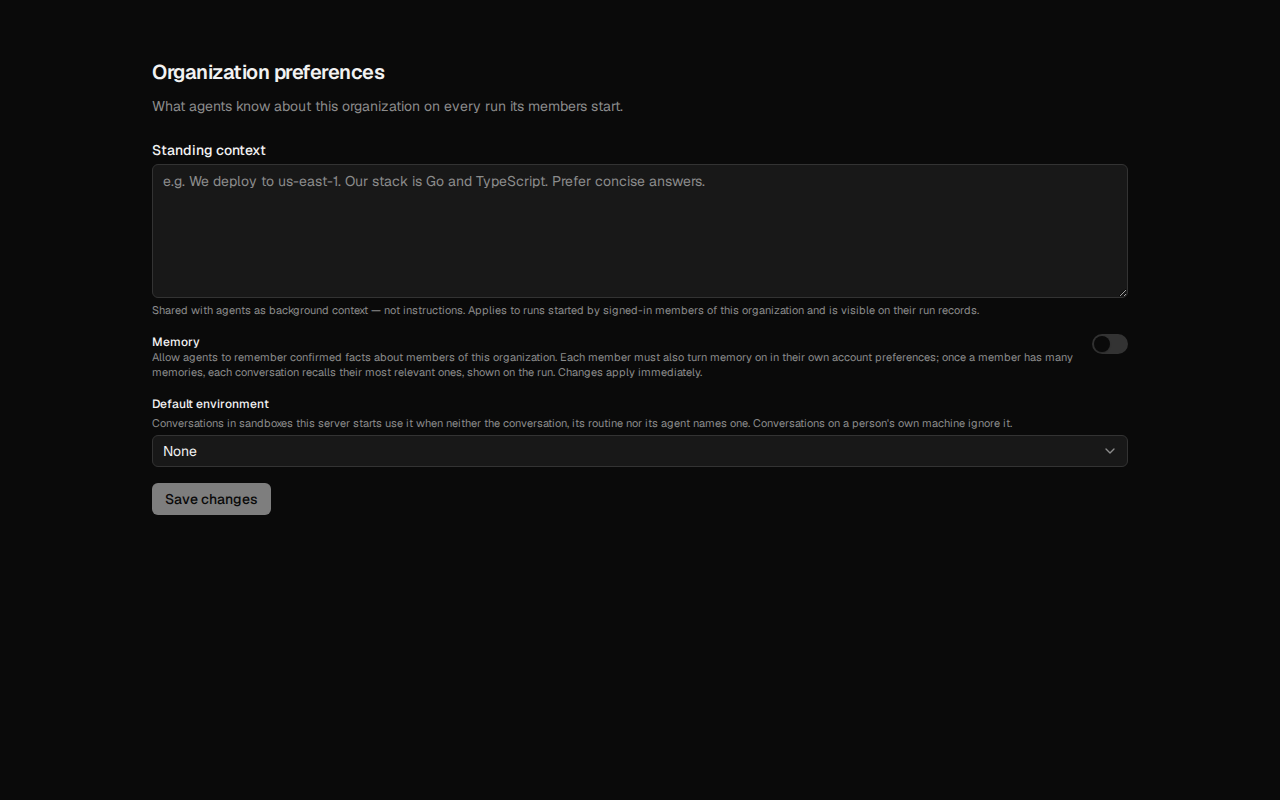 Organization preferences
What agents know about this organization on every run its members start.
Standing context
e.g. We deploy to us-east-1. Our stack is Go and TypeScript. Prefer concise answers.
Shared with agents as background context — not instructions. Applies to runs started by signed-in members of this organization and is visible on their run records.
Memory
Allow agents to remember confirmed facts about members of this organization. Each member must also turn memory on in their own account preferences; once a member has many
memories, each conversation recalls their most relevant ones, shown on the run. Changes apply immediately.
Default environment
Conversations in sandboxes this server starts use it when neither the conversation, its routine nor its agent names one. Conversations on a person's own machine ignore it.
None
Save changes